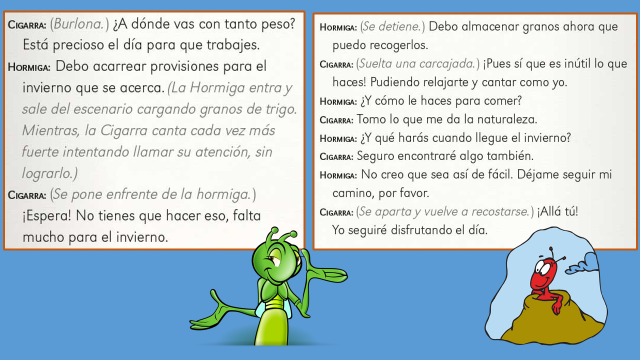 CIGARRA: (Burlona.) ¿A dónde vas con tanto peso?
Está precioso el día para que trabajes.
HORMIGA: Debo acarrear provisiones para el
invierno que se acerca. (La Hormiga entra y
sale del escenario cargando granos de trigo.
Mientras, la Cigarra canta cada vez más
fuerte intentando llamar su atención, sin
lograrlo.)
CIGARRA: (Se pone enfrente de la hormiga.)
¡Espera! No tienes que hacer eso, falta
mucho para el invierno.
HORMIGA: (Se detiene.) Debo almacenar granos ahora que
puedo recogerlos.
CIGARRA: (Suelta una carcajada.) ¡Pues sí que es inútil lo que
haces! Pudiendo relajarte y cantar como yo.
HORMIGA: ¿Y cómo le haces para comer?
CIGARRA: Tomo lo que me da la naturaleza.
HORMIGA: ¿Y qué harás cuando llegue el invierno?
CIGARRA: Seguro encontraré algo también.
HORMIGA: No creo que sea así de fácil. Déjame seguir mi
camino, por favor.
CIGARRA: (Se aparta y vuelve a recostarse.) ¡Allá tú!
Yo seguiré disfrutando el día.